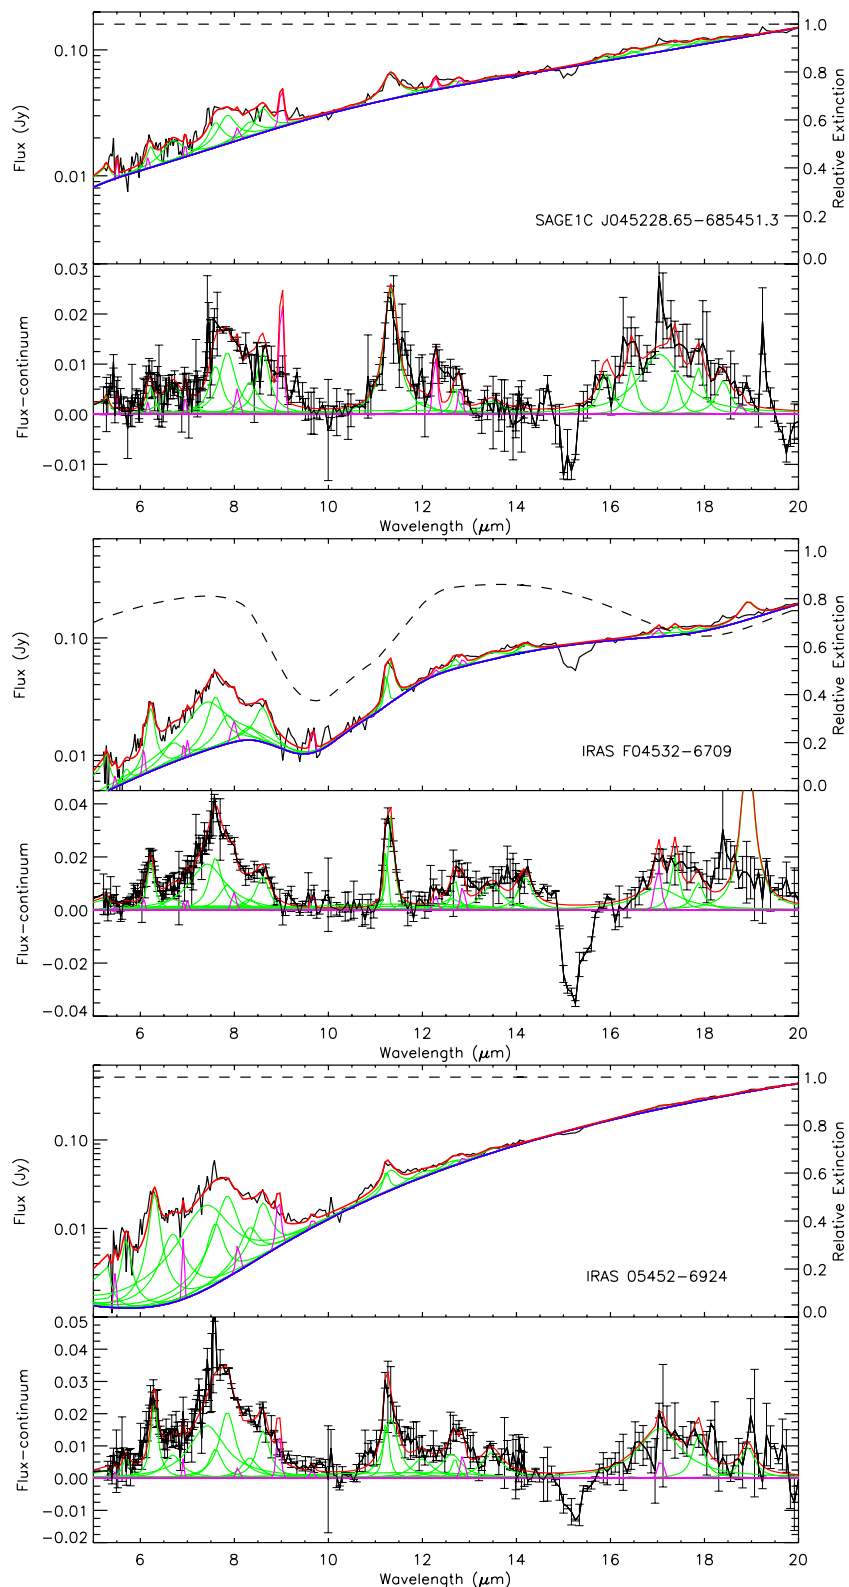 0.10
0.01
Flux (Jy)
1.0
0.8
0.6
0.4
0.2
0.0
Relative Extinction
SAGE1C J045228.65−685451.3
0.03
0.02
0.01
0.00
−0.01
Flux−continuum
6 8 10 12 14 16 18 20
Wavelength (μm)
0.10
0.01
Flux (Jy)
1.0
0.8
0.6
0.4
0.2
0.0
Relative Extinction
IRAS F04532−6709
0.04
0.02
0.00
−0.02
−0.04
Flux−continuum
6 8 10 12 14 16 18 20
Wavelength (μm)
0.10
0.01
Flux (Jy)
1.0
0.8
0.6
0.4
0.2
0.0
Relative Extinction
IRAS 05452−6924
0.05
0.04
0.03
0.02
0.01
0.00
−0.01
−0.02
Flux−continuum
6 8 10 12 14 16 18 20
Wavelength (μm)